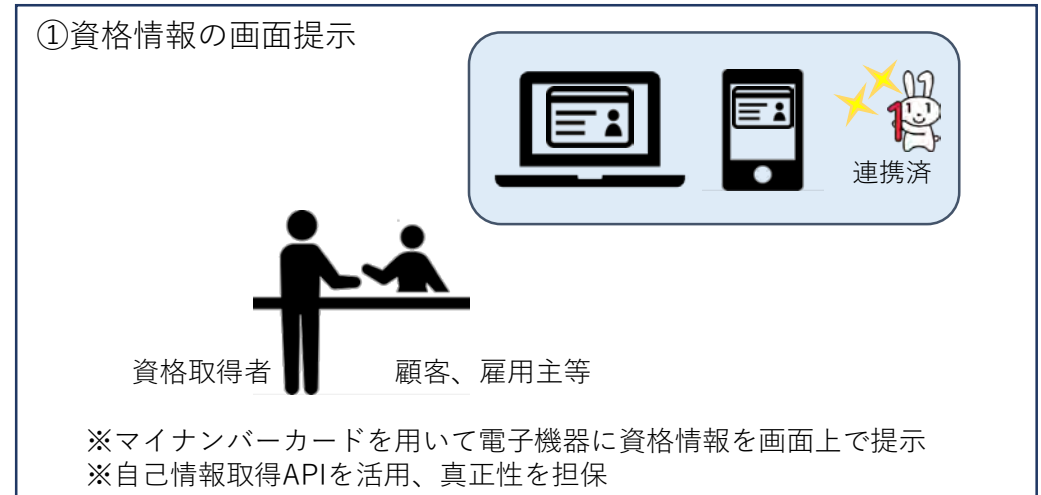 ①資格情報の画面提示
連携済
資格取得者
顧客、雇用主等
※マイナンバーカードを用いて電子機器に資格情報を画面上で提示
※自己情報取得APIを活用、真正性を担保